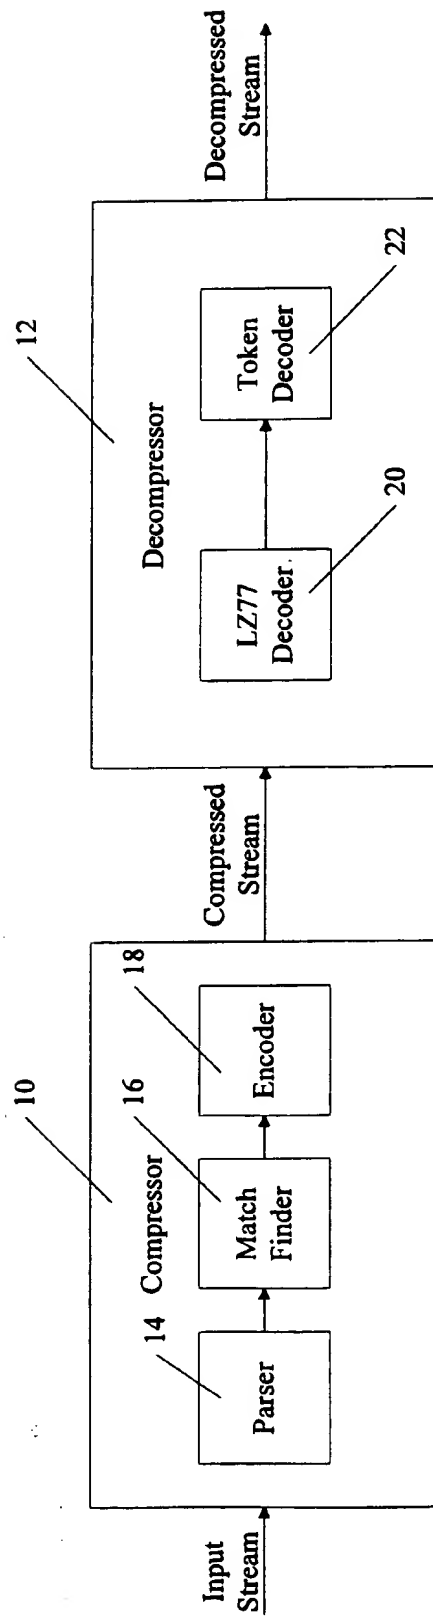 Input
Stream
10
Compressor
14
Parser
16
Match
Finder
18
Encoder
Compressed
Stream
12
Decompressor
LZ77
Decoder
20
Token
Decoder
22
Decompressed
Stream